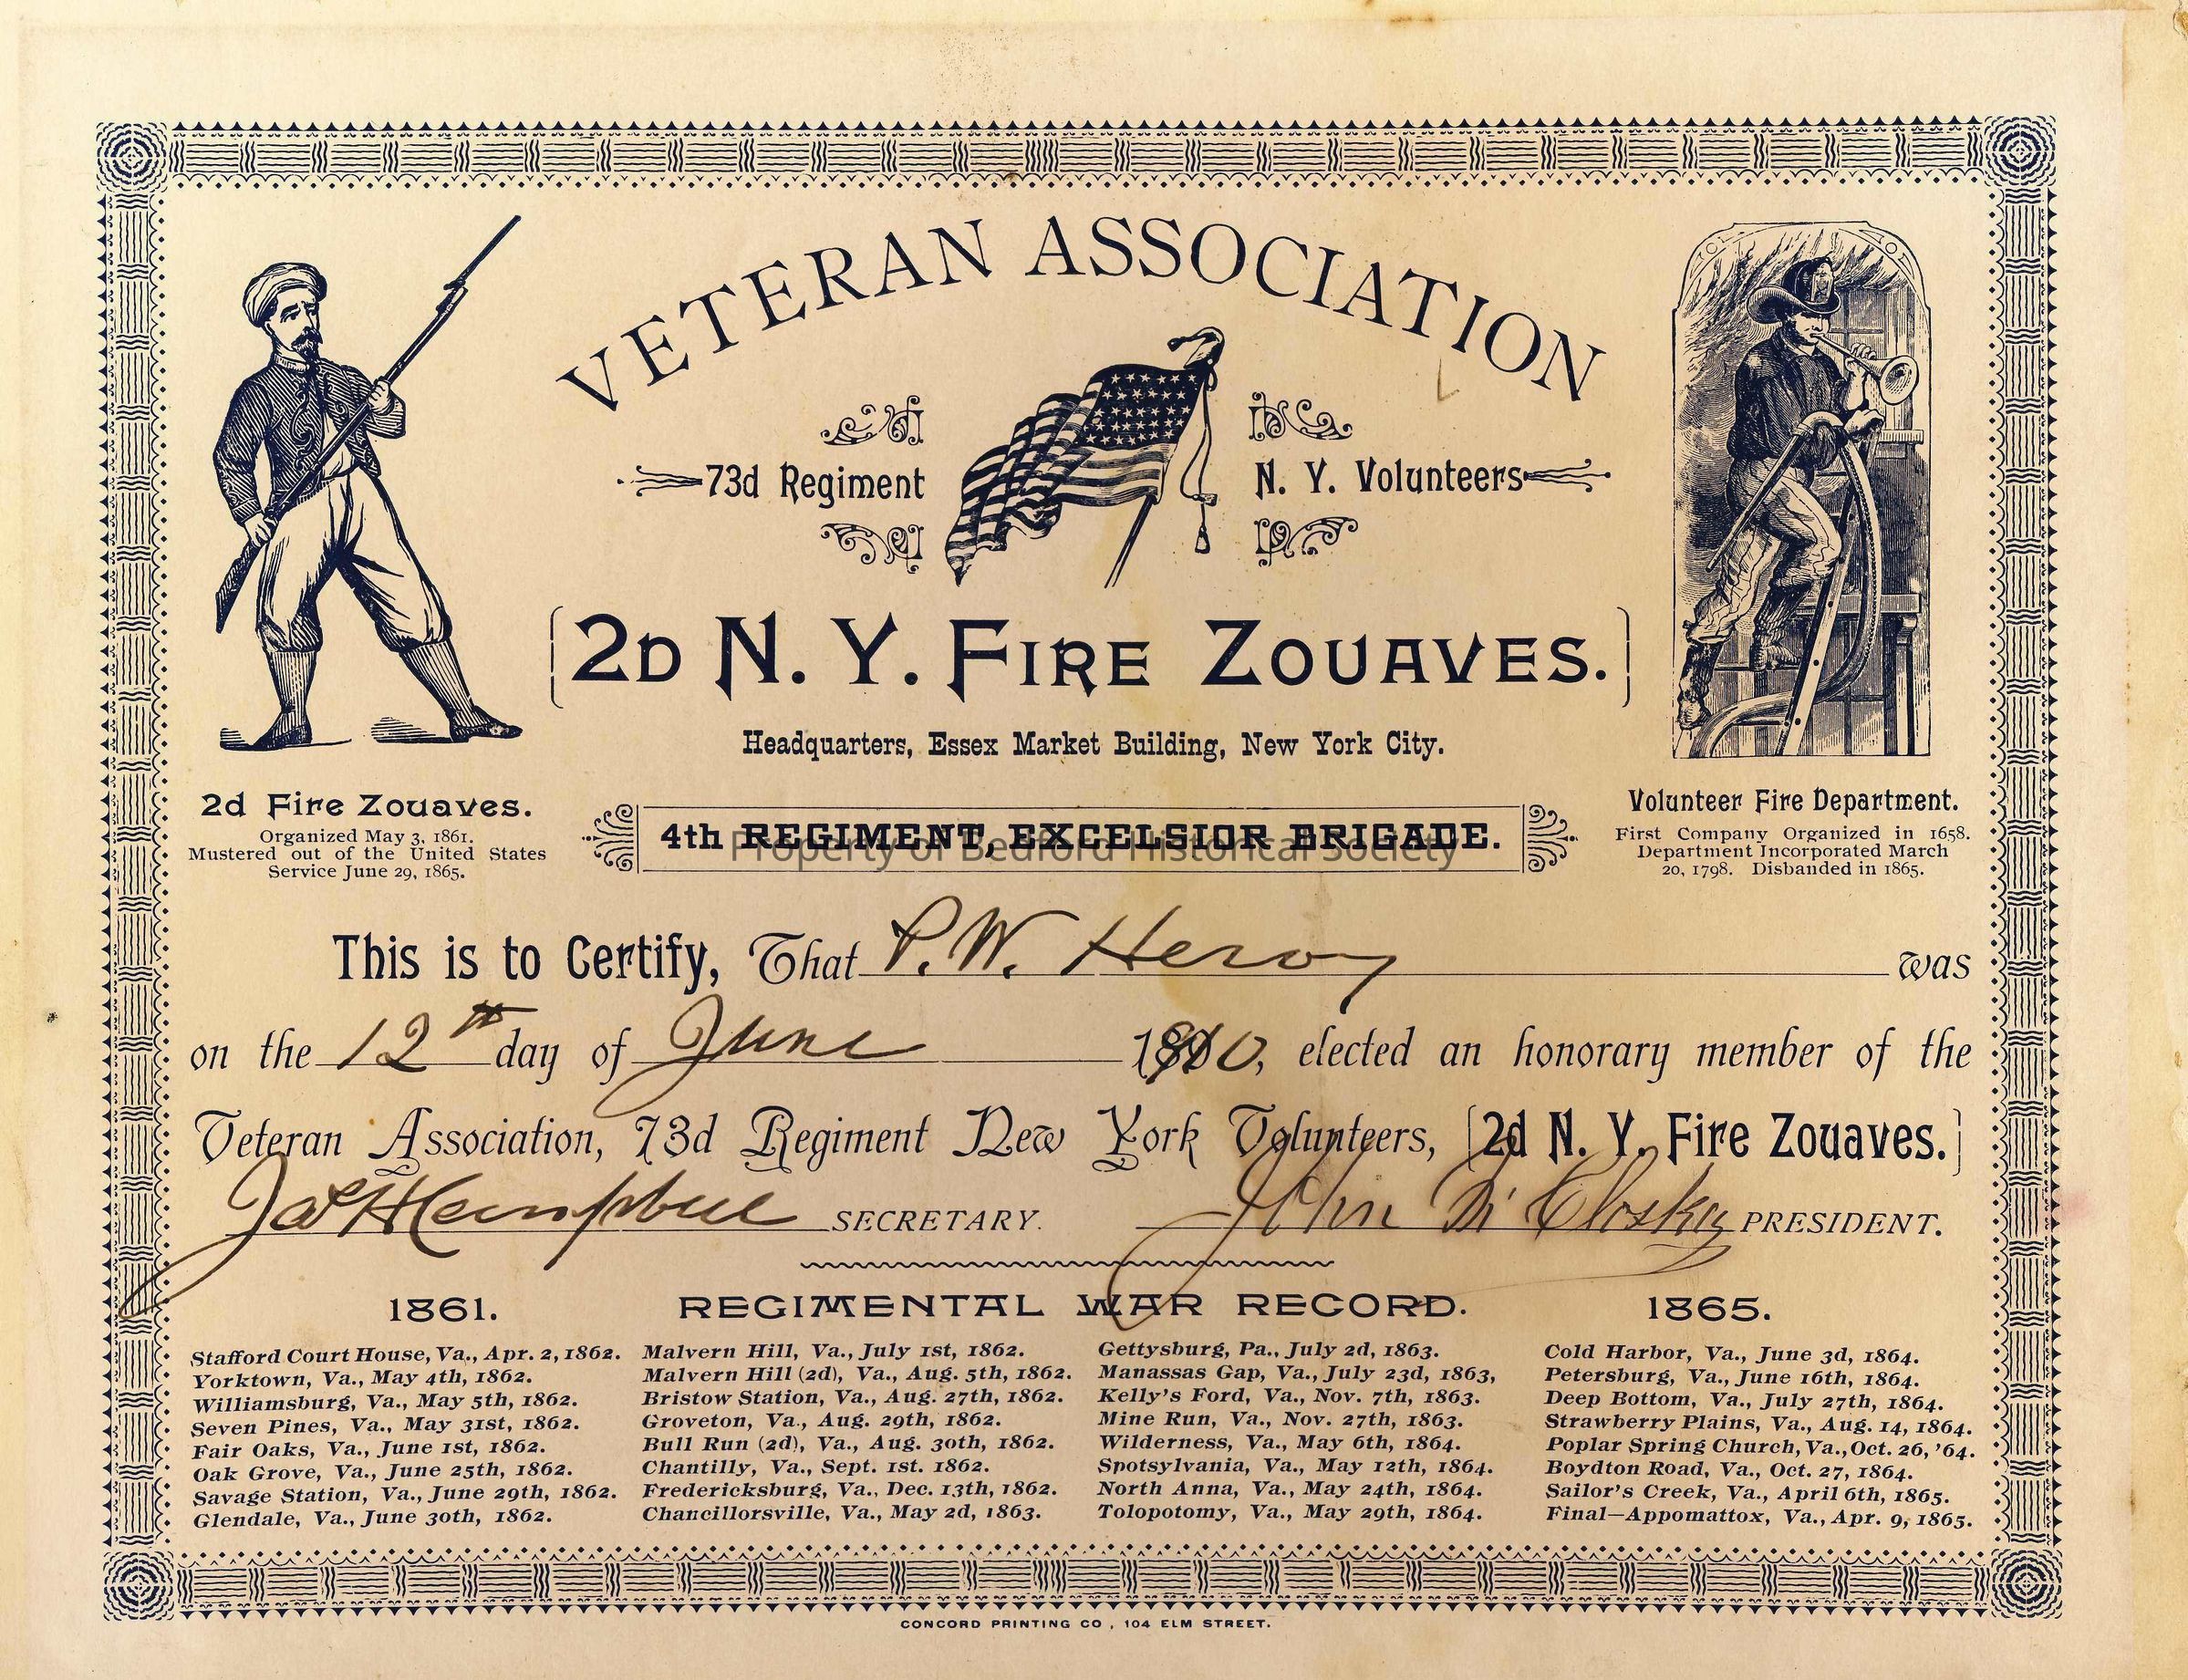 VETERAN ASSOCIATION
73d Regiment N. Y. Volunteers
[2D N. Y. FIRE ZOUAVES.]
Headquarters, Essex Market Building, New York City.
2d Fire Zouaves.
Organized May 3, 1861.
Mustered out of the United States
Service June 29, 1865.
4th REGIMENT, EXCELSIOR BRIGADE.
Property of Bedford Historical Society
Volunteer Fire Department.
First Company Organized in 1658.
Department Incorporated March
20, 1798. Disbanded in 1865.
This is to Certify, That P. W. Heroy was
on the 12th day of June elected an honorary member of the
Veteran Association, 73d Regiment New York Volunteers, [2d N. Y. Fire Zouaves.]
Jas H Campbell SECRETARY. John McCloskey PRESIDENT.
1861. REGIMENTAL WAR RECORD. 1865.
Stafford Court House, Va., Apr. 2, 1862.
Yorktown, Va., May 4th, 1862.
Williamsburg, Va., May 5th, 1862.
Seven Pines, Va., May 31st, 1862.
Fair Oaks, Va., June 1st, 1862.
Oak Grove, Va., June 25th, 1862.
Savage Station, Va., June 29th, 1862.
Glendale, Va., June 30th, 1862.
Malvern Hill, Va., July 1st, 1862.
Malvern Hill (2d), Va., Aug. 5th, 1862.
Bristow Station, Va., Aug. 27th, 1862.
Groveton, Va., Aug. 29th, 1862.
Bull Run (2d), Va., Aug. 30th, 1862.
Chantilly, Va., Sept. 1st. 1862.
Fredericksburg, Va., Dec. 13th, 1862.
Chancillorsville, Va., May 2d, 1863.
Gettysburg, Pa., July 2d, 1863.
Manassas Gap, Va., July 23d, 1863,
Kelly's Ford, Va., Nov. 7th, 1863.
Mine Run, Va., Nov. 27th, 1863.
Wilderness, Va., May 6th, 1864.
Spotsylvania, Va., May 12th, 1864.
North Anna, Va., May 24th, 1864.
Tolopotomy, Va., May 29th, 1864.
Cold Harbor, Va., June 3d, 1864.
Petersburg, Va., June 16th, 1864.
Deep Bottom, Va., July 27th, 1864.
Strawberry Plains, Va., Aug. 14, 1864.
Poplar Spring Church, Va., Oct. 26, '64.
Boydton Road, Va., Oct. 27, 1864.
Sailor's Creek, Va., April 6th, 1865.
Final—Appomattox, Va., Apr. 9, 1865.
CONCORD PRINTING CO, 104 ELM STREET.